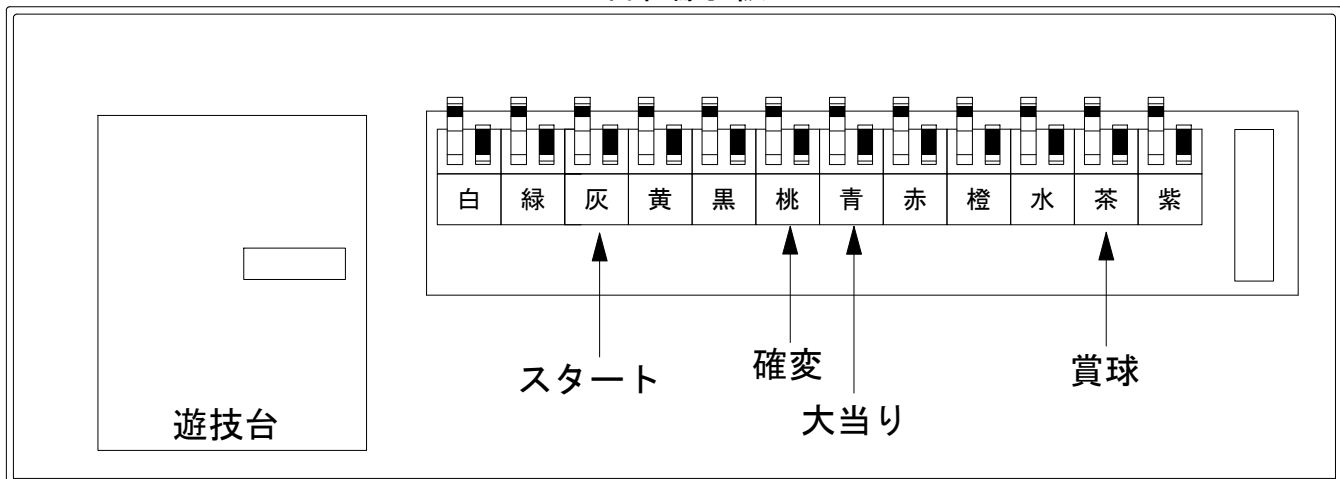 白 緑 灰 黄 黒 桃 青 赤 橙 水 茶 紫
スタート
確変
大当り
賞球
遊技台